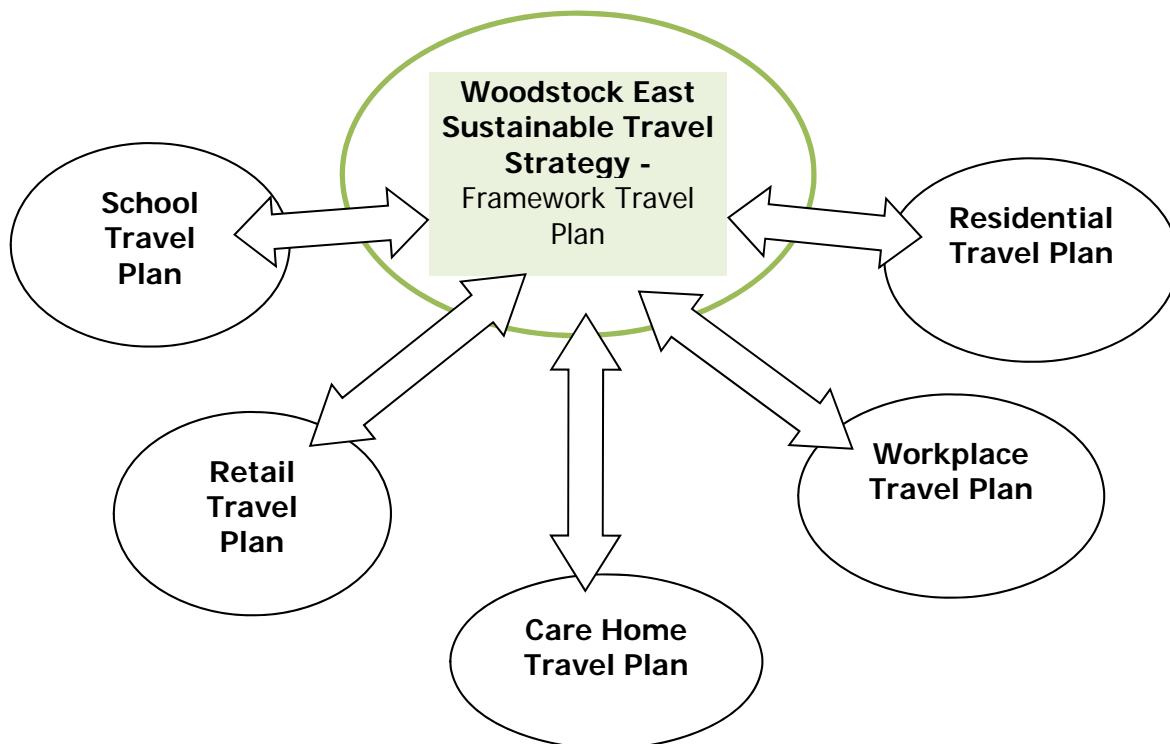 Woodstock East
Sustainable Travel
Strategy -
Framework Travel
Plan
School
Travel
Plan
Residential
Travel Plan
Retail
Travel
Plan
Workplace
Travel Plan
Care Home
Travel Plan